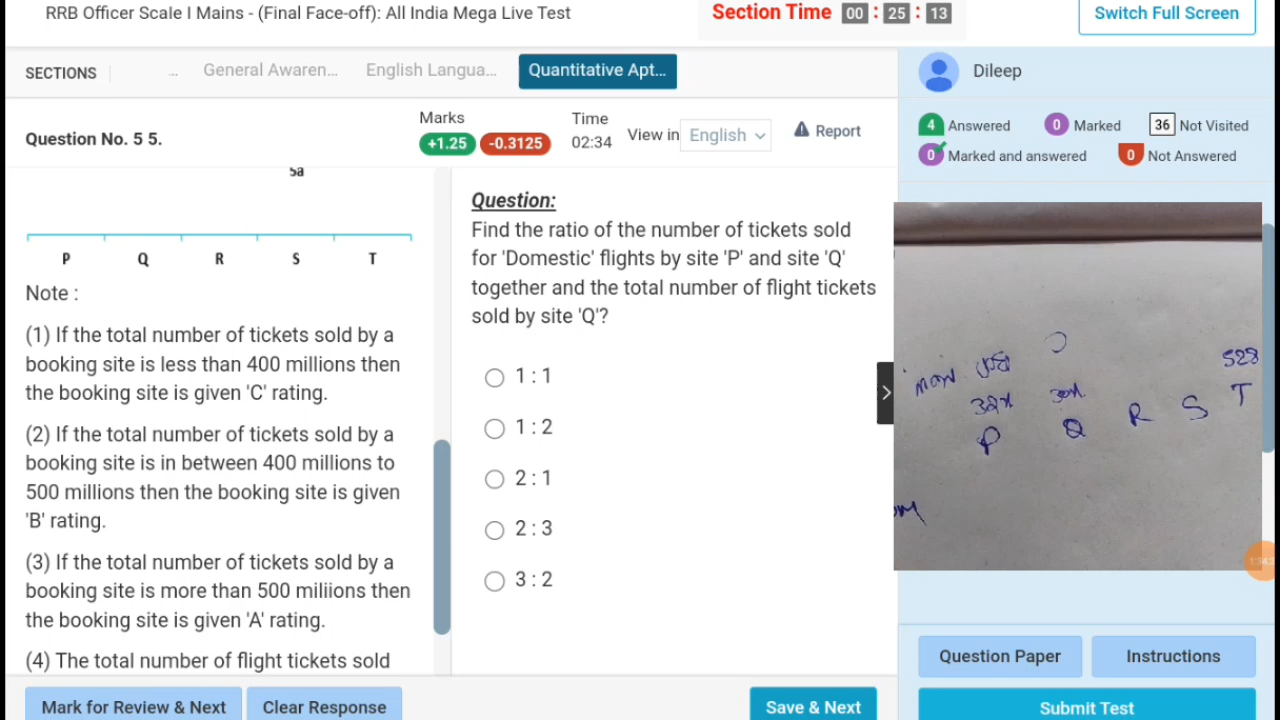 RRB Officer Scale I Mains - (Final Face-off): All India Mega Live Test
Section Time 00 : 25 : 13
Switch Full Screen
SECTIONS
...
General Awaren...
English Langua...
Quantitative Apt...
Dileep
Question No. 5 5.
Marks
+1.25 -0.3125
Time
02:34
View in English
Report
4 Answered
0 Marked
36 Not Visited
0 Marked and answered
0 Not Answered
5a
P Q R S T
Note :
(1) If the total number of tickets sold by a
booking site is less than 400 millions then
the booking site is given 'C' rating.
(2) If the total number of tickets sold by a
booking site is in between 400 millions to
500 millions then the booking site is given
'B' rating.
(3) If the total number of tickets sold by a
booking site is more than 500 miliions then
the booking site is given 'A' rating.
(4) The total number of flight tickets sold
Question:
Find the ratio of the number of tickets sold
for 'Domestic' flights by site 'P' and site 'Q'
together and the total number of flight tickets
sold by site 'Q'?
1 : 1
1 : 2
2 : 1
2 : 3
3 : 2
528
32x 30x
P Q R S T
Mark for Review & Next
Clear Response
Save & Next
Question Paper
Instructions
Submit Test